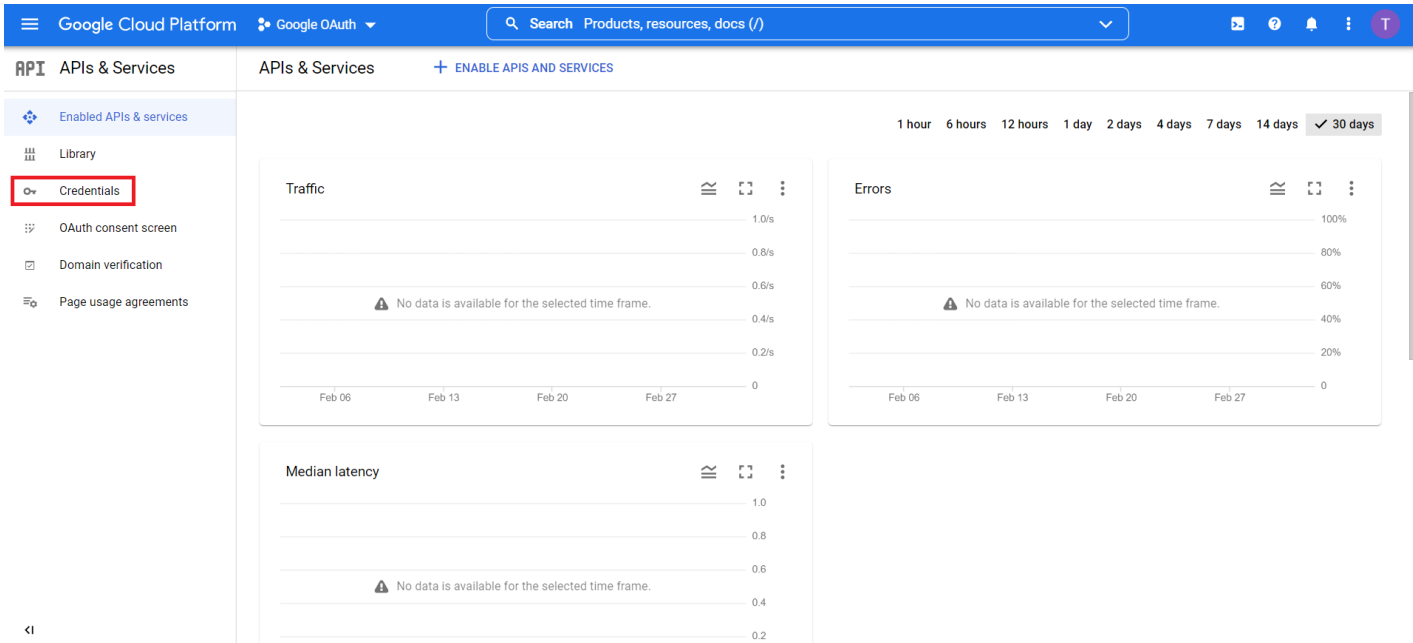 Google Cloud Platform Google OAuth Search Products, resources, docs (/) T
API APIs & Services
Enabled APIs & services
Library
Credentials
OAuth consent screen
Domain verification
Page usage agreements
APIs & Services ENABLE APIS AND SERVICES
1 hour 6 hours 12 hours 1 day 2 days 4 days 7 days 14 days 30 days
Traffic
1.0/s
0.8/s
0.6/s
No data is available for the selected time frame.
0.4/s
0.2/s
0
Feb 06 Feb 13 Feb 20 Feb 27
Errors
100%
80%
60%
No data is available for the selected time frame.
40%
20%
0
Feb 06 Feb 13 Feb 20 Feb 27
Median latency
1.0
0.8
0.6
No data is available for the selected time frame.
0.4
0.2